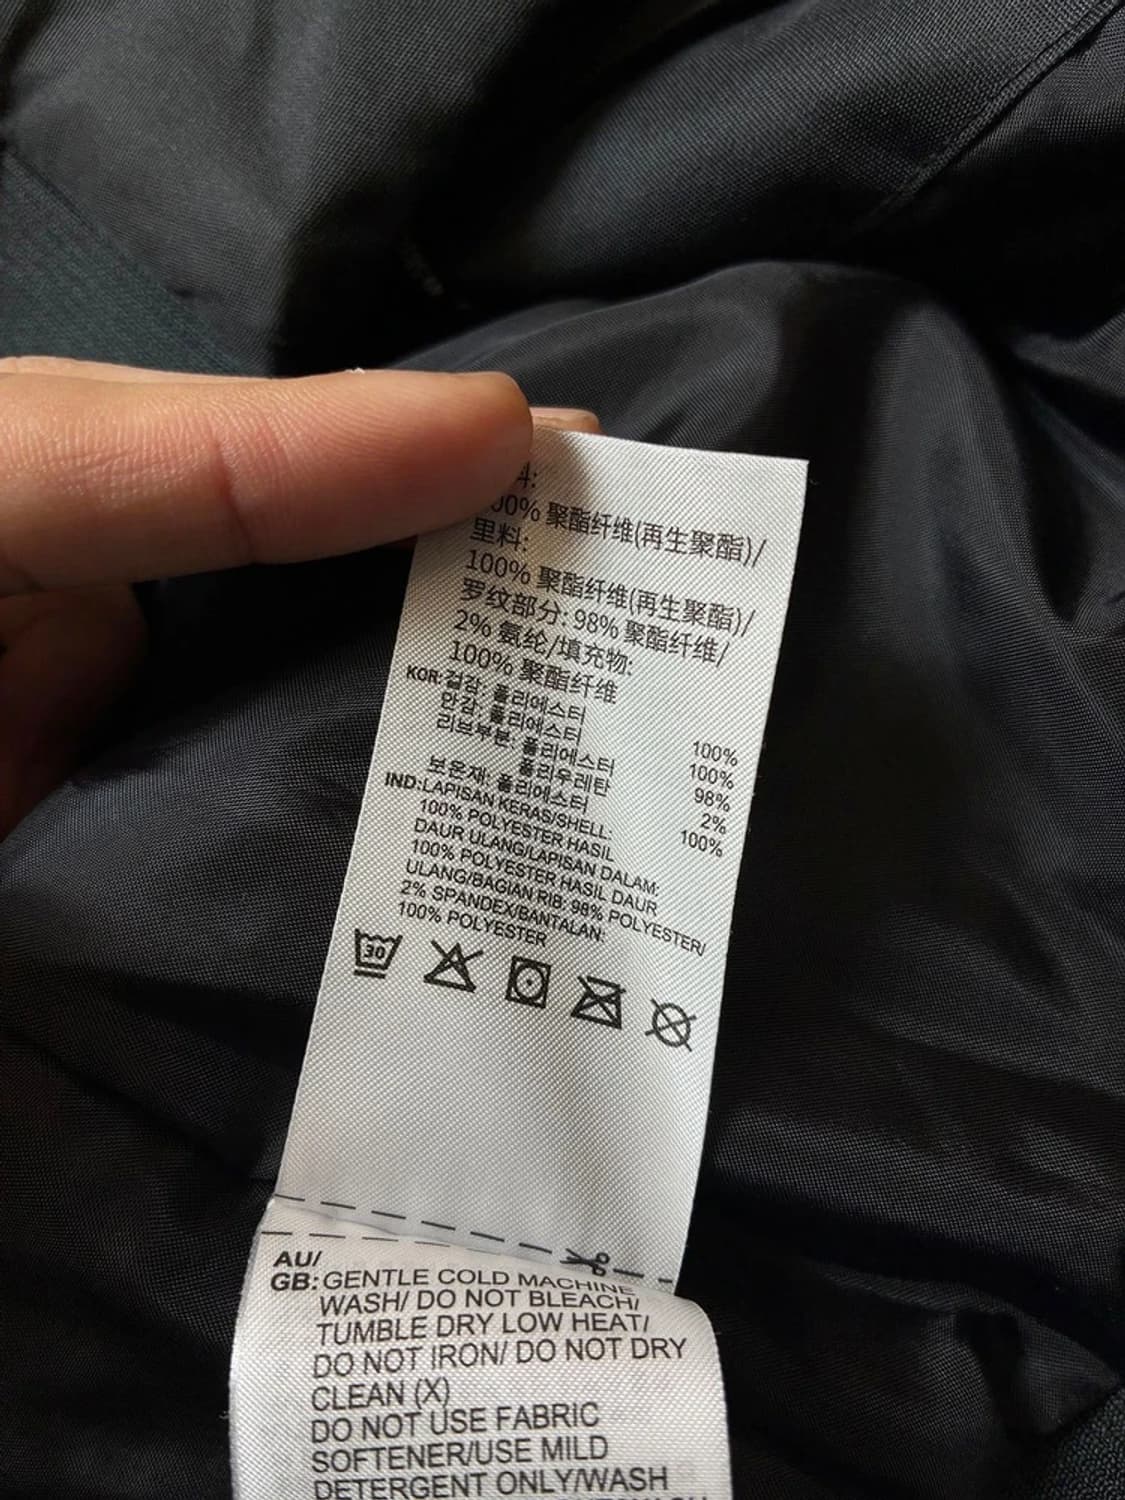 料:
00% 聚酯纤维(再生聚酯)/
里料:
100% 聚酯纤维(再生聚酯)/
罗纹部分: 98% 聚酯纤维/
2% 氨纶/填充物:
100% 聚酯纤维
KOR: 겉감: 폴리에스터 100%
안감: 폴리에스터 100%
리브부분: 폴리에스터 98%
폴리우레탄 2%
보온재: 폴리에스터 100%
IND: LAPISAN KERAS/SHELL:
100% POLYESTER HASIL
DAUR ULANG/LAPISAN DALAM:
100% POLYESTER HASIL DAUR
ULANG/BAGIAN RIB: 98% POLYESTER/
2% SPANDEX/BANTALAN:
100% POLYESTER
30
AU/
GB: GENTLE COLD MACHINE
WASH/ DO NOT BLEACH/
TUMBLE DRY LOW HEAT/
DO NOT IRON/ DO NOT DRY
CLEAN (X)
DO NOT USE FABRIC
SOFTENER/USE MILD
DETERGENT ONLY/WASH